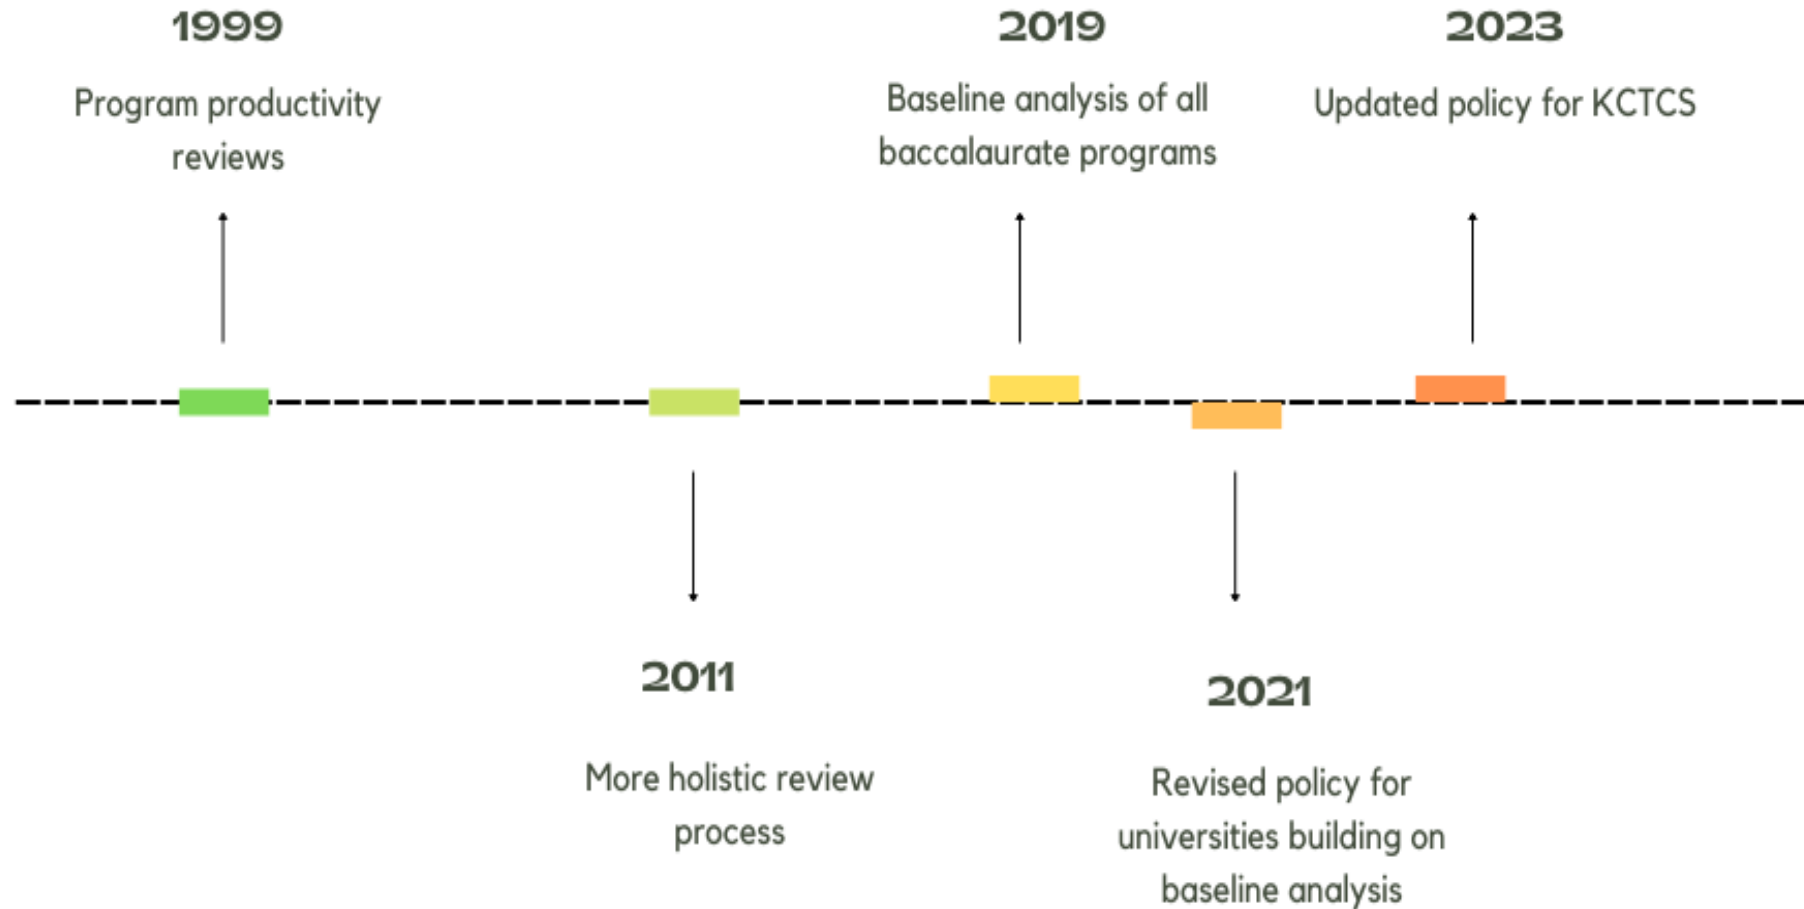 1999
Program productivity
reviews
2019
Baseline analysis of all
baccalaurate programs
2023
Updated policy for KCTCS
2011
More holistic review
process
2021
Revised policy for
universities building on
baseline analysis